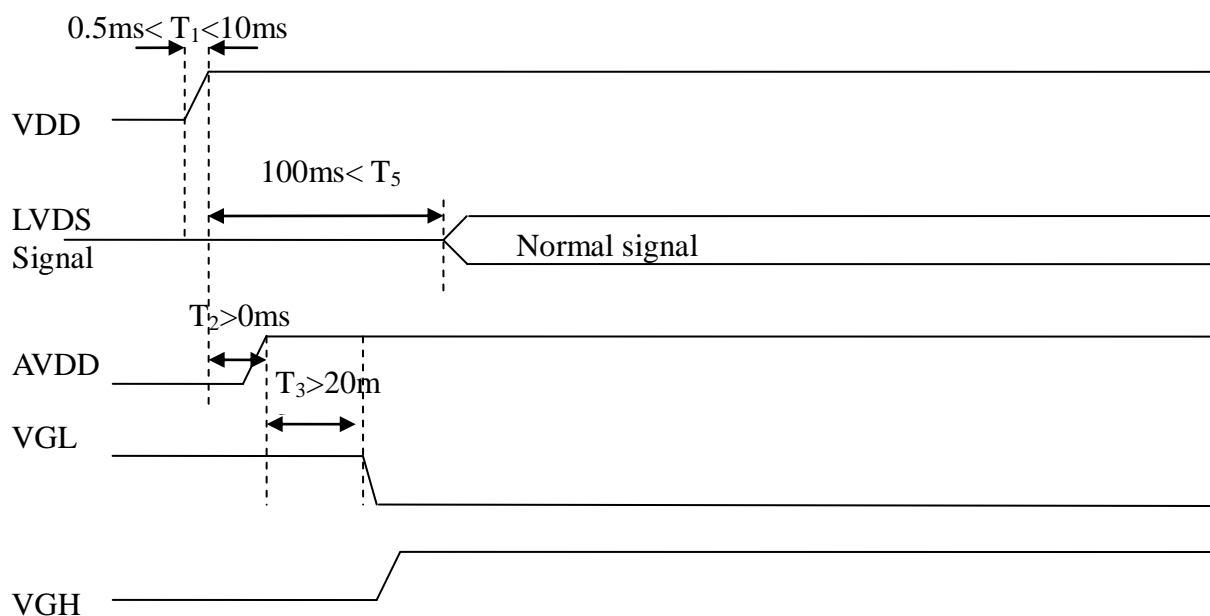 0.5ms< T₁<10ms
VDD
100ms< T₅
LVDS
Signal
Normal signal
T₂>0ms
AVDD
T₃>20m
VGL
VGH